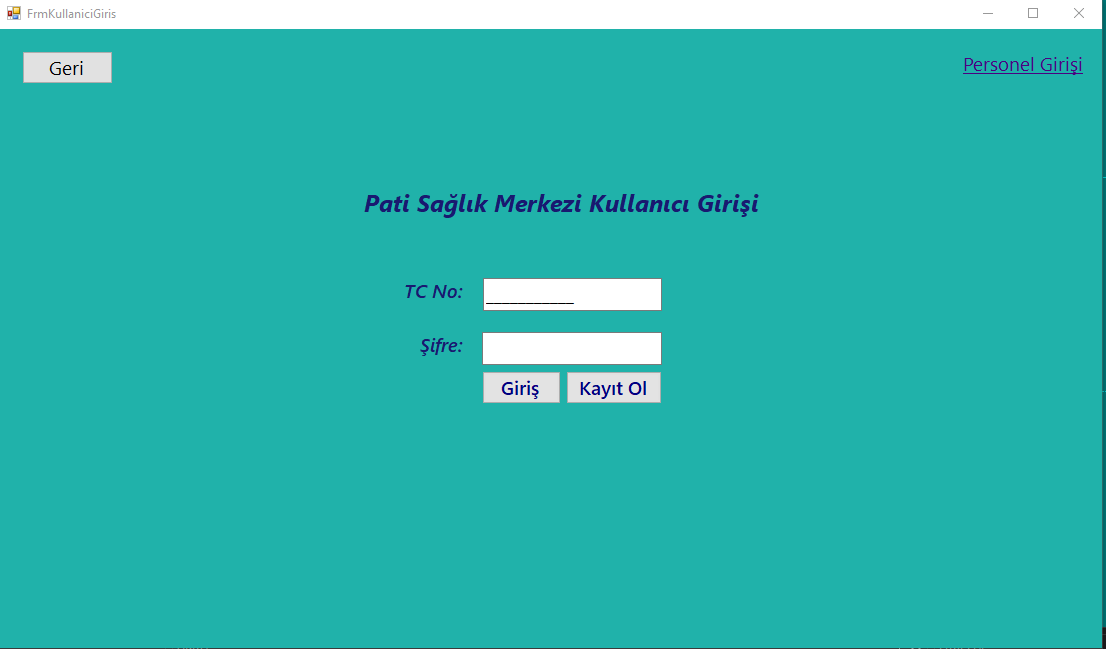 FrmKullaniciGiris
Geri
Personel Girişi
Pati Sağlık Merkezi Kullanıcı Girişi
TC No: ___________
Şifre:
Giriş Kayıt Ol